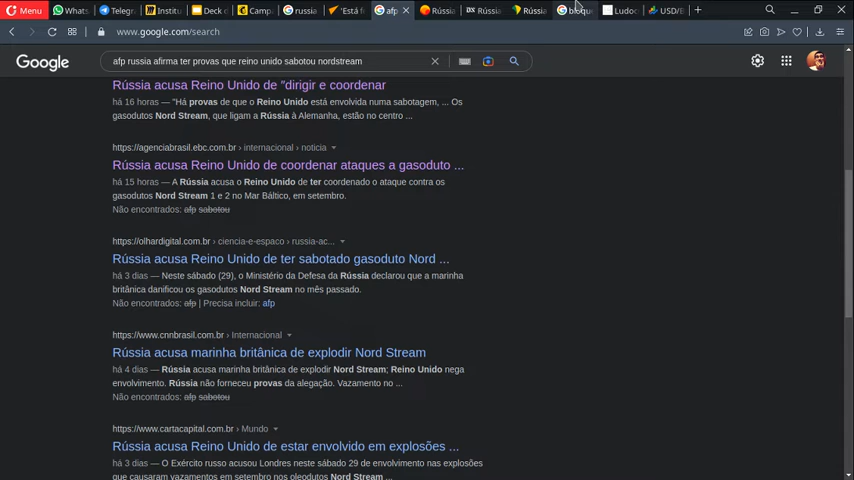 Menu
Whats
Telegra
Institu
Deck d
Camp
russia
'Está f
afp
Rússia
Rússia
Rússia
bloqu
Ludoc
USD/B
www.google.com/search
Google
afp russia afirma ter provas que reino unido sabotou nordstream
Rússia acusa Reino Unido de "dirigir e coordenar
há 16 horas — "Há provas de que o Reino Unido está envolvida numa sabotagem, ... Os
gasodutos Nord Stream, que ligam a Rússia à Alemanha, estão no centro ...
https://agenciabrasil.ebc.com.br › internacional › noticia
Rússia acusa Reino Unido de coordenar ataques a gasoduto ...
há 15 horas — A Rússia acusa o Reino Unido de ter coordenado o ataque contra os
gasodutos Nord Stream 1 e 2 no Mar Báltico, em setembro.
Não encontrados: afp sabotou
https://olhardigital.com.br › ciencia-e-espaco › russia-ac...
Rússia acusa Reino Unido de ter sabotado gasoduto Nord ...
há 3 dias — Neste sábado (29), o Ministério da Defesa da Rússia declarou que a marinha
britânica danificou os gasodutos Nord Stream no mês passado.
Não encontrados: afp | Precisa incluir: afp
https://www.cnnbrasil.com.br › Internacional
Rússia acusa marinha britânica de explodir Nord Stream
há 4 dias — Rússia acusa marinha britânica de explodir Nord Stream; Reino Unido nega
envolvimento. Rússia não forneceu provas da alegação. Vazamento no ...
Não encontrados: afp sabotou
https://www.cartacapital.com.br › Mundo
Rússia acusa Reino Unido de estar envolvido em explosões ...
há 3 dias — O Exército russo acusou Londres neste sábado 29 de envolvimento nas explosões
que causaram vazamentos em setembro nos oleodutos Nord Stream ...